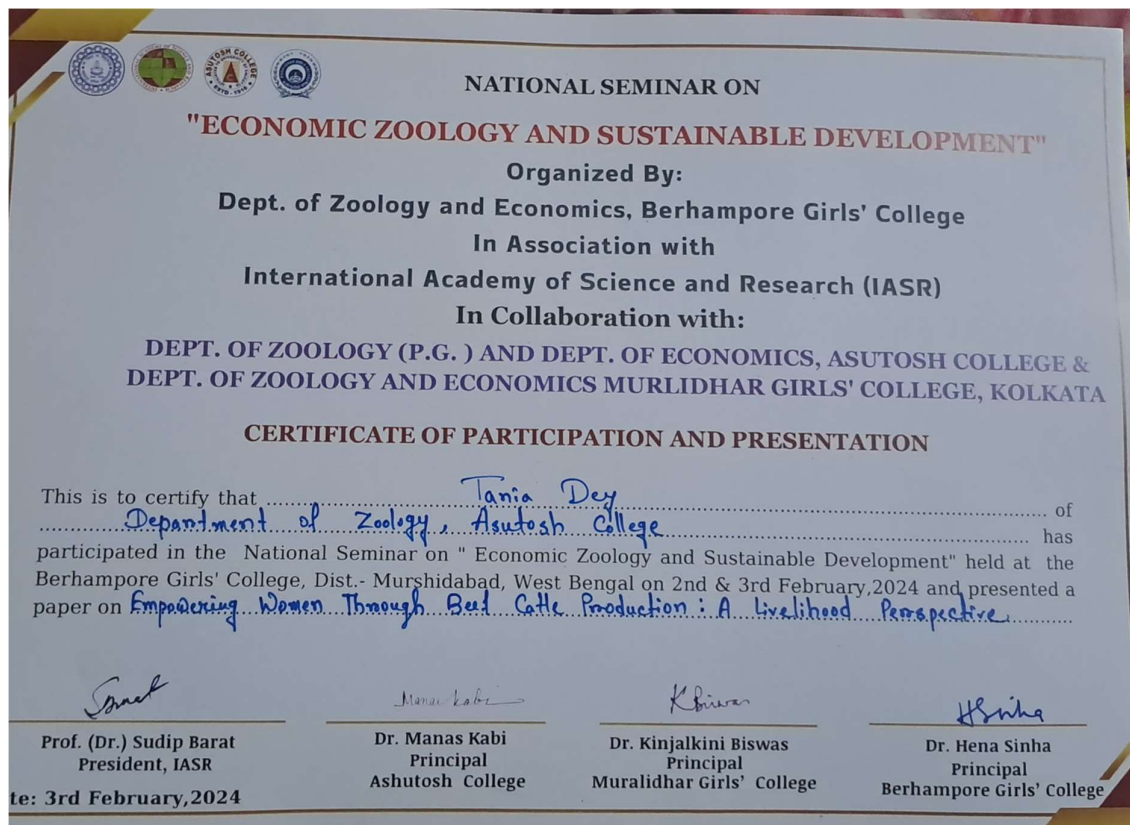 ASUTOSH COLLEGE
NATIONAL SEMINAR ON
"ECONOMIC ZOOLOGY AND SUSTAINABLE DEVELOPMENT"
Organized By:
Dept. of Zoology and Economics, Berhampore Girls' College
In Association with
International Academy of Science and Research (IASR)
In Collaboration with:
DEPT. OF ZOOLOGY (P.G. ) AND DEPT. OF ECONOMICS, ASUTOSH COLLEGE &
DEPT. OF ZOOLOGY AND ECONOMICS MURLIDHAR GIRLS' COLLEGE, KOLKATA
CERTIFICATE OF PARTICIPATION AND PRESENTATION
This is to certify that Tania Dey of
Department of Zoology, Asutosh College has
participated in the National Seminar on " Economic Zoology and Sustainable Development" held at the
Berhampore Girls' College, Dist.- Murshidabad, West Bengal on 2nd & 3rd February,2024 and presented a
paper on Empowering Women Through Beef Cattle Production : A Livelihood Perspective
Manas Kabi
K Biswas
H Sinha
Prof. (Dr.) Sudip Barat
President, IASR
Dr. Manas Kabi
Principal
Ashutosh College
Dr. Kinjalkini Biswas
Principal
Muralidhar Girls' College
Dr. Hena Sinha
Principal
Berhampore Girls' College
te: 3rd February,2024